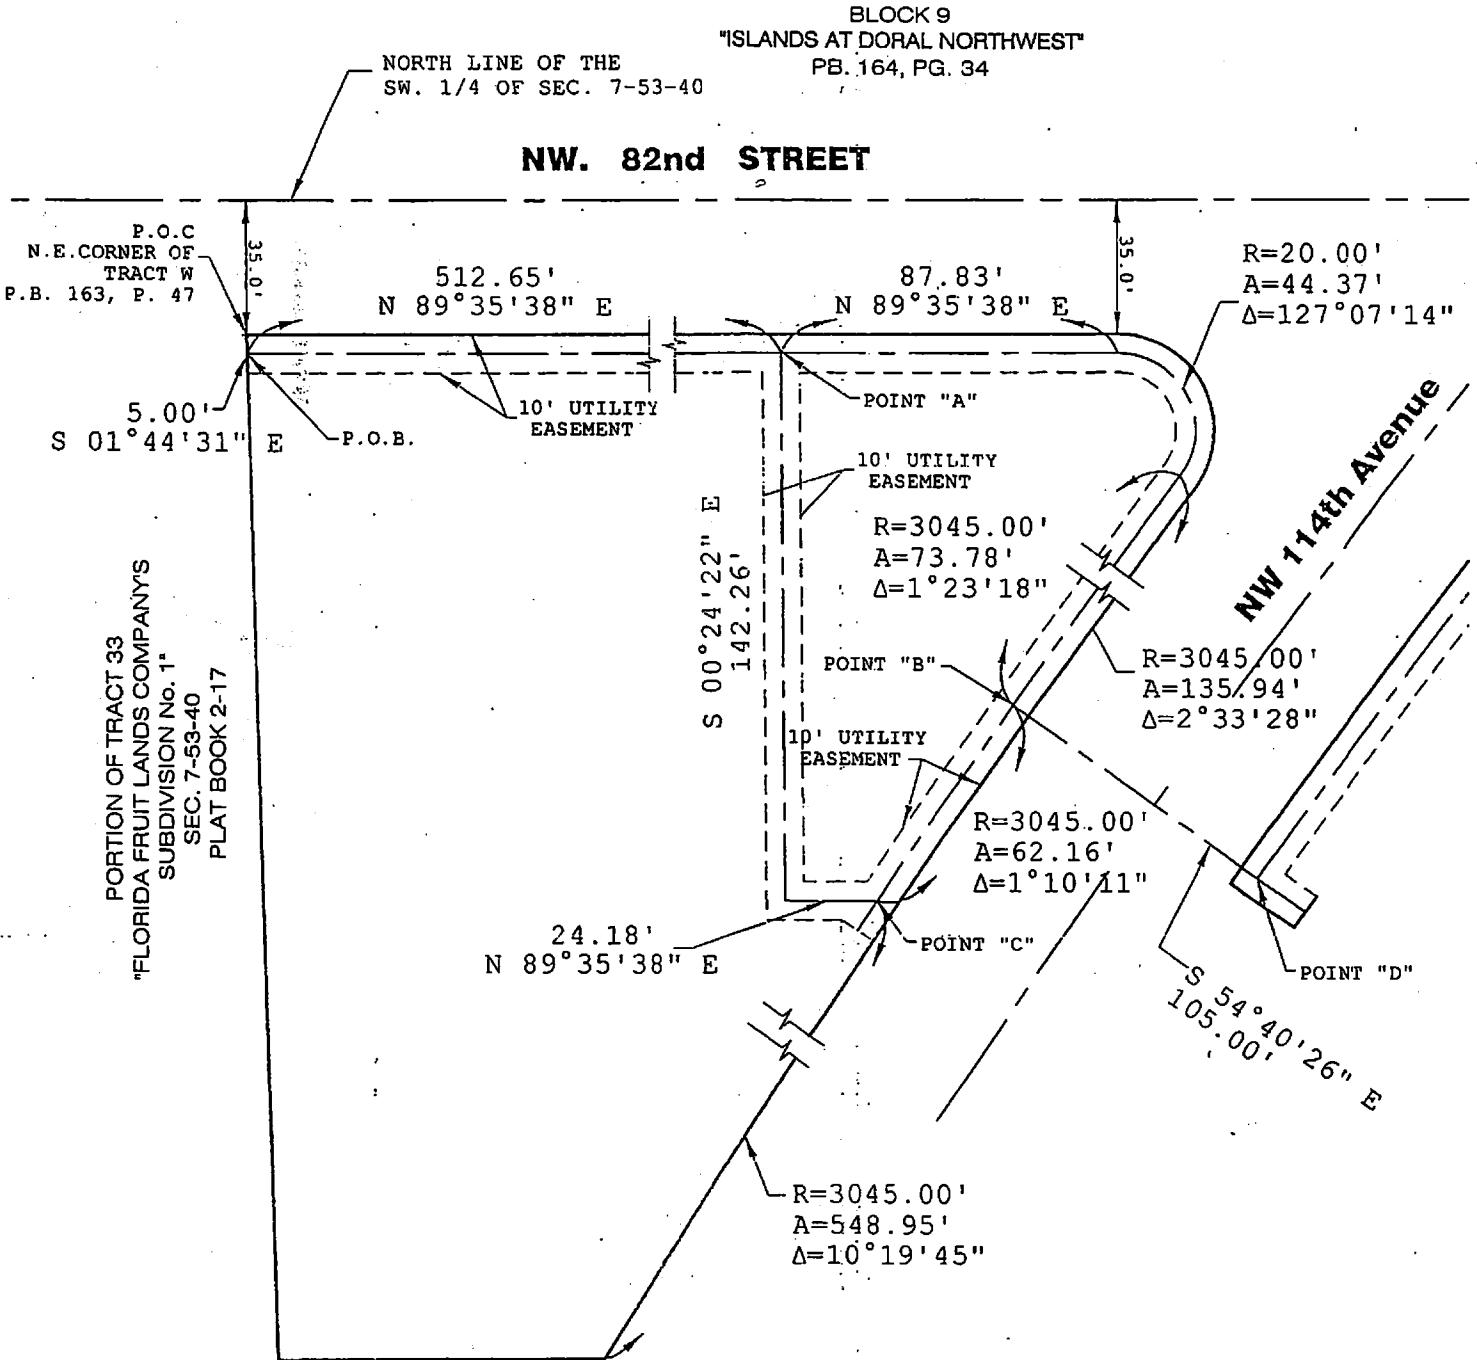 BLOCK 9
"ISLANDS AT DORAL NORTHWEST"
PB. 164, PG. 34
NORTH LINE OF THE
SW. 1/4 OF SEC. 7-53-40
NW. 82nd STREET
P.O.C
N.E.CORNER OF
TRACT W
P.B. 163, P. 47
35.0'
512.65'
N 89°35'38" E
87.83'
N 89°35'38" E
35.0'
R=20.00'
A=44.37'
Δ=127°07'14"
5.00'
S 01°44'31" E
P.O.B.
10' UTILITY
EASEMENT
POINT "A"
10' UTILITY
EASEMENT
NW 114th Avenue
S 00°24'22" E
142.26'
R=3045.00'
A=73.78'
Δ=1°23'18"
PORTION OF TRACT 33
"FLORIDA FRUIT LANDS COMPANY'S
SUBDIVISION No. 1"
SEC. 7-53-40
PLAT BOOK 2-17
POINT "B"
R=3045.00'
A=135.94'
Δ=2°33'28"
10' UTILITY
EASEMENT
R=3045.00'
A=62.16'
Δ=1°10'11"
24.18'
N 89°35'38" E
POINT "C"
POINT "D"
S 54°40'26" E
105.00'
R=3045.00'
A=548.95'
Δ=10°19'45"